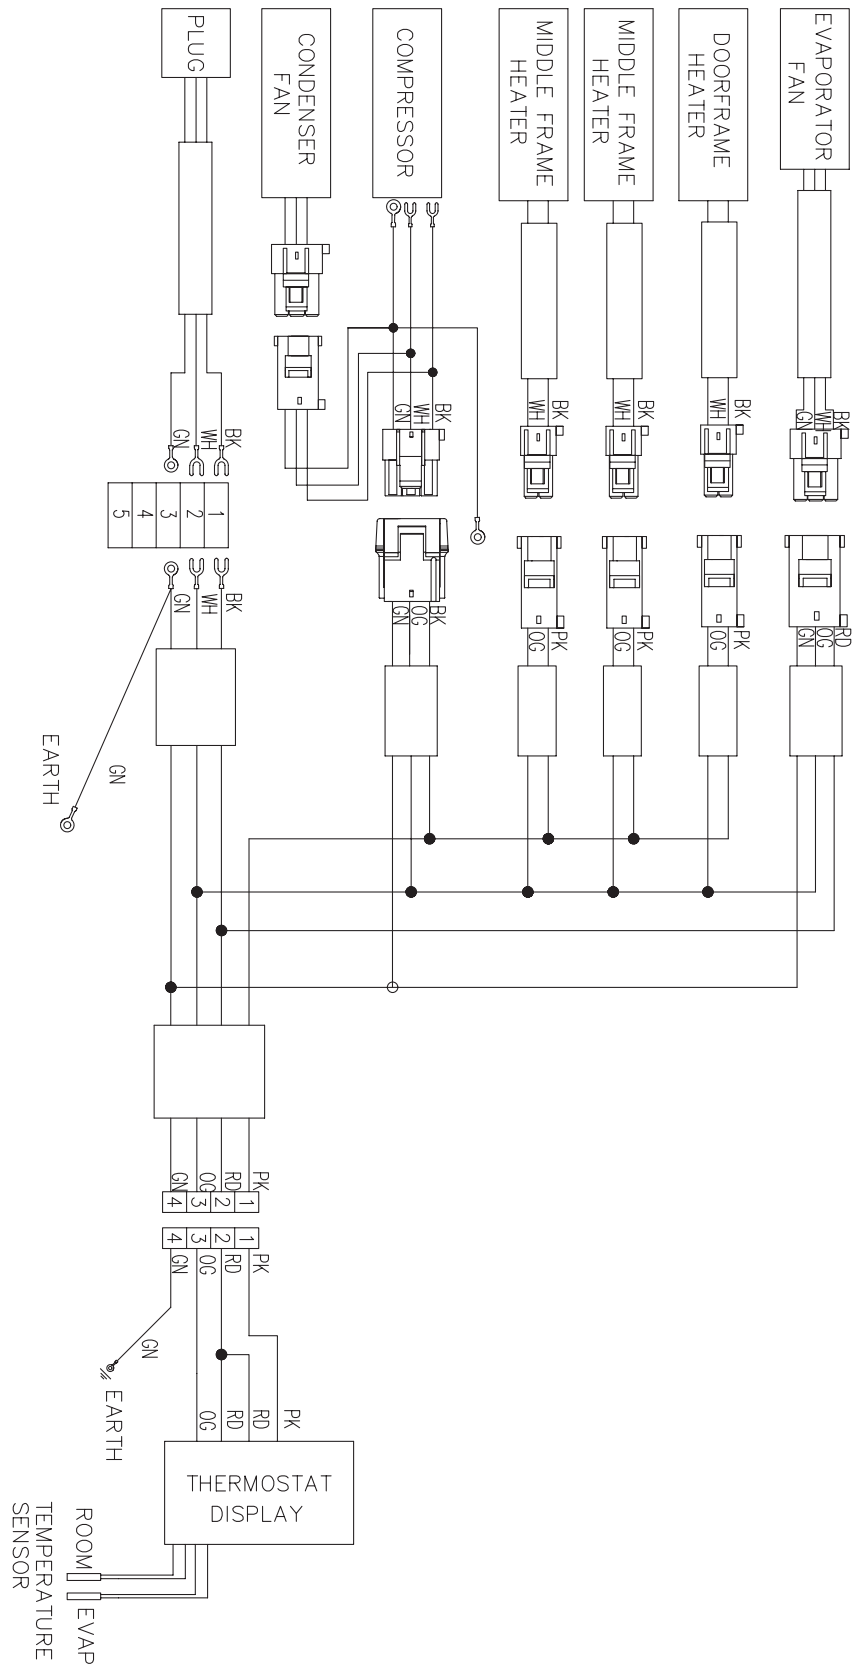 PLUG
CONDENSER
FAN
COMPRESSOR
MIDDLE FRAME
HEATER
MIDDLE FRAME
HEATER
DOORFRAME
HEATER
EVAPORATOR
FAN
BK
WH
GN
BK
WH
GN
BK
WH
BK
WH
BK
WH
BK
WH
GN
1
2
3
4
5
BK
WH
GN
BK
OG
GN
PK
OG
PK
OG
PK
OG
RD
OG
GN
GN
EARTH
PK
RD
OG
GN
1
2
3
4
1
2
3
4
PK
RD
OG
GN
GN
EARTH
PK
RD
RD
OG
THERMOSTAT
DISPLAY
ROOM
EVAP
TEMPERATURE
SENSOR